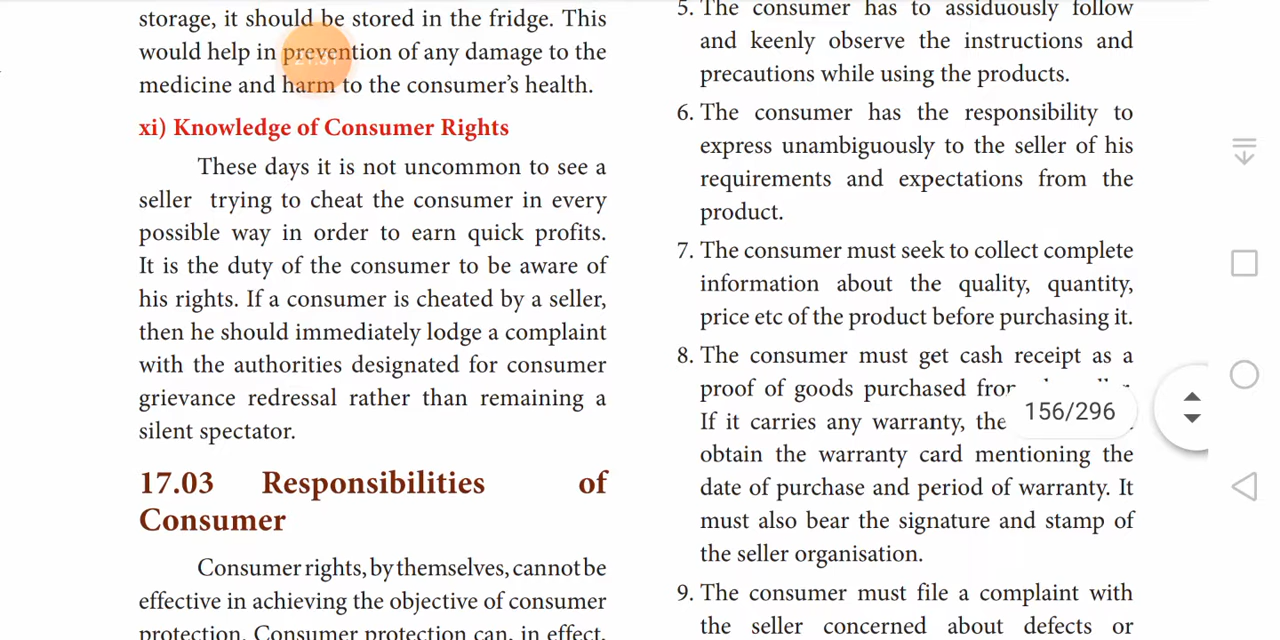 storage, it should be stored in the fridge. This
would help in prevention of any damage to the
medicine and harm to the consumer's health.
xi) Knowledge of Consumer Rights
These days it is not uncommon to see a
seller trying to cheat the consumer in every
possible way in order to earn quick profits.
It is the duty of the consumer to be aware of
his rights. If a consumer is cheated by a seller,
then he should immediately lodge a complaint
with the authorities designated for consumer
grievance redressal rather than remaining a
silent spectator.
17.03 Responsibilities of
Consumer
Consumer rights, by themselves, cannot be
effective in achieving the objective of consumer
protection. Consumer protection can, in effect,
5. The consumer has to assiduously follow
and keenly observe the instructions and
precautions while using the products.
6. The consumer has the responsibility to
express unambiguously to the seller of his
requirements and expectations from the
product.
7. The consumer must seek to collect complete
information about the quality, quantity,
price etc of the product before purchasing it.
8. The consumer must get cash receipt as a
proof of goods purchased
If it carries any warranty, the
obtain the warranty card mentioning the
date of purchase and period of warranty. It
must also bear the signature and stamp of
the seller organisation.
9. The consumer must file a complaint with
the seller concerned about defects or
156/296